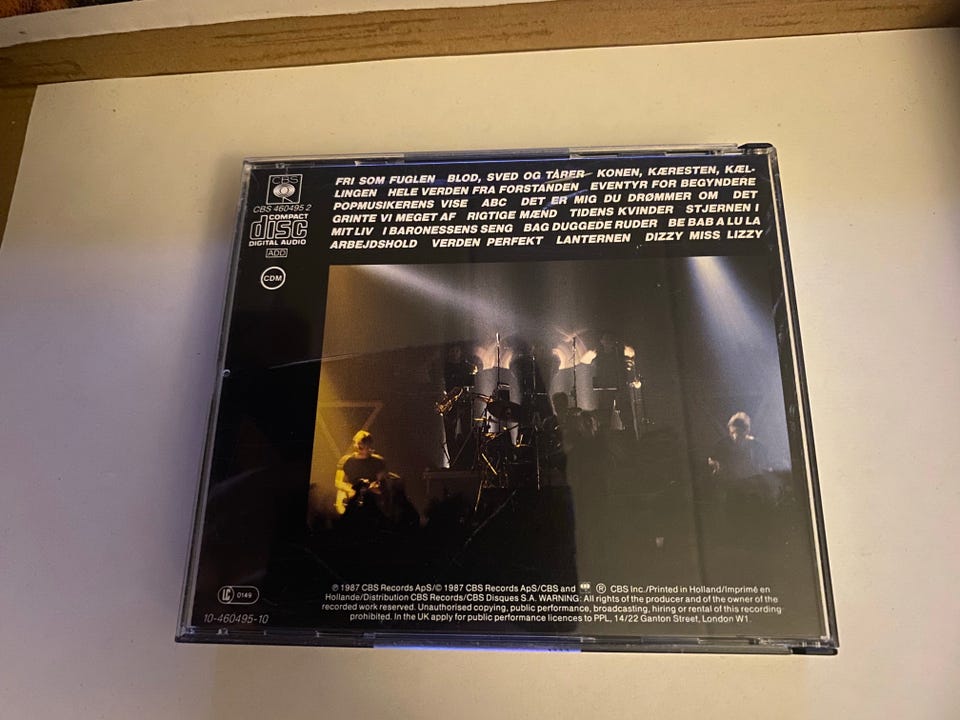 CBS
CBS 460495 2
COMPACT
disc
DIGITAL AUDIO
ADD
CDM
FRI SOM FUGLEN BLOD, SVED OG TÅRER KONEN, KÆRESTEN, KÆL-
LINGEN HELE VERDEN FRA FORSTANDEN EVENTYR FOR BEGYNDERE
POPMUSIKERENS VISE ABC DET ER MIG DU DRØMMER OM DET
GRINTE VI MEGET AF RIGTIGE MÆND TIDENS KVINDER STJERNEN I
MIT LIV I BARONESSENS SENG BAG DUGGEDE RUDER BE BAB A LU LA
ARBEJDSHOLD VERDEN PERFEKT LANTERNEN DIZZY MISS LIZZY
℗ 1987 CBS Records ApS/© 1987 CBS Records ApS/CBS and ® CBS Inc./Printed in Holland/Imprimé en
Hollande/Distribution CBS Records/CBS Disques S.A. WARNING: All rights of the producer and of the owner of the
recorded work reserved. Unauthorised copying, public performance, broadcasting, hiring or rental of this recording
prohibited. In the UK apply for public performance licences to PPL, 14/22 Ganton Street, London W1.
LC 0149
10-460495-10